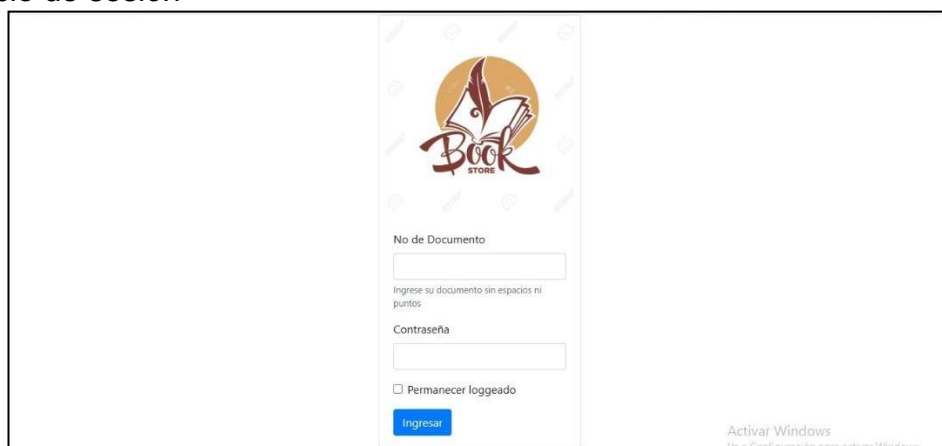 Book
STORE
No de Documento
Ingrese su documento sin espacios ni
puntos
Contraseña
Permanecer loggeado
Ingresar
Activar Windows